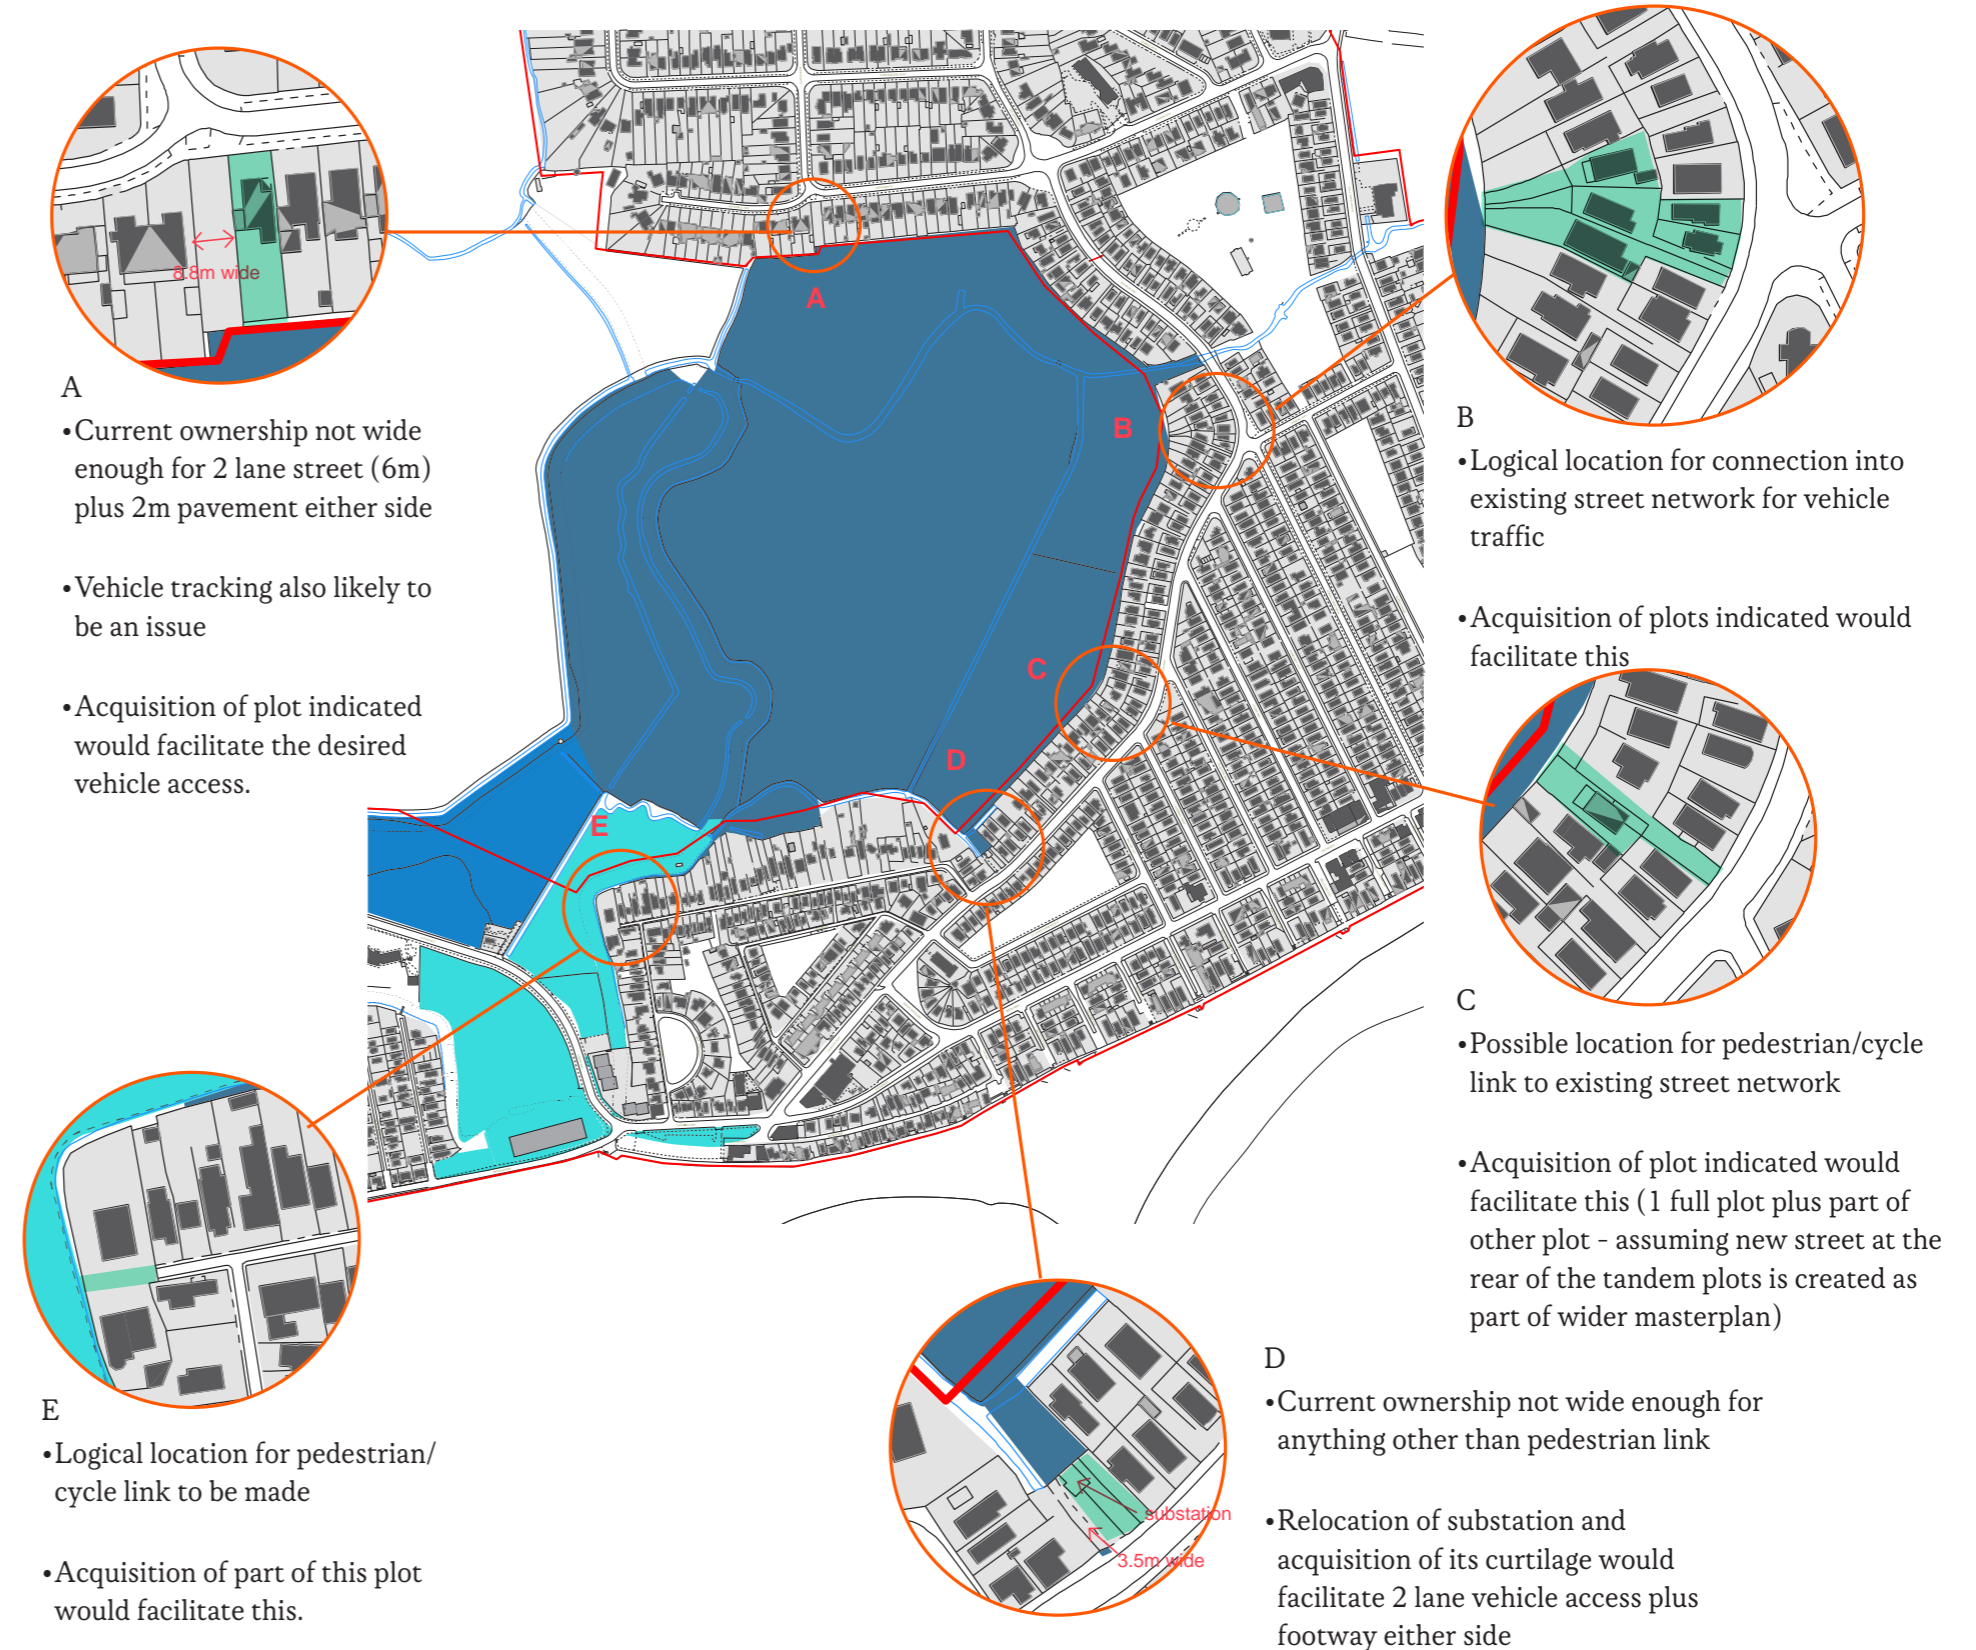 8.8m wide
A
•Current ownership not wide
enough for 2 lane street (6m)
plus 2m pavement either side
•Vehicle tracking also likely to
be an issue
•Acquisition of plot indicated
would facilitate the desired
vehicle access.
A
B
C
D
E
B
•Logical location for connection into
existing street network for vehicle
traffic
•Acquisition of plots indicated would
facilitate this
C
•Possible location for pedestrian/cycle
link to existing street network
•Acquisition of plot indicated would
facilitate this (1 full plot plus part of
other plot - assuming new street at the
rear of the tandem plots is created as
part of wider masterplan)
substation
3.5m wide
D
•Current ownership not wide enough for
anything other than pedestrian link
•Relocation of substation and
acquisition of its curtilage would
facilitate 2 lane vehicle access plus
footway either side
E
•Logical location for pedestrian/
cycle link to be made
•Acquisition of part of this plot
would facilitate this.